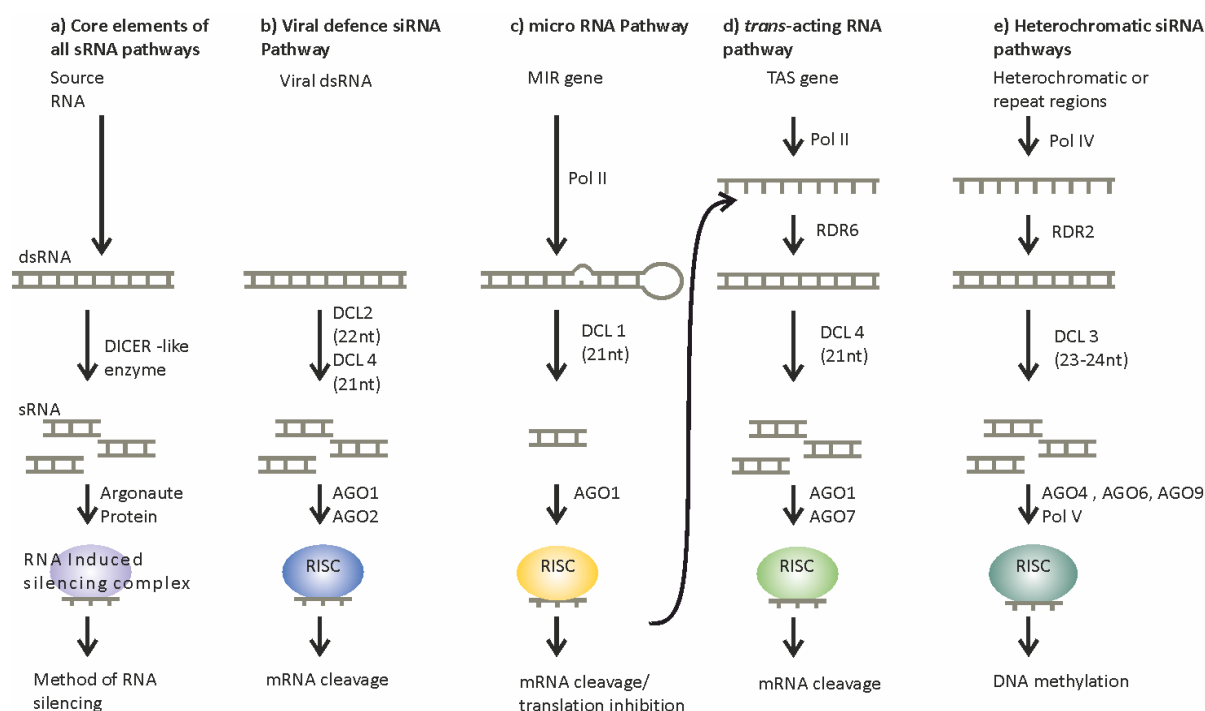 a) Core elements of
all sRNA pathways
Source
RNA
dsRNA
DICER -like
enzyme
sRNA
Argonaute
Protein
RNA Induced
silencing complex
Method of RNA
silencing
b) Viral defence siRNA
Pathway
Viral dsRNA
DCL2
(22nt)
DCL 4
(21nt)
AGO1
AGO2
RISC
mRNA cleavage
c) micro RNA Pathway
MIR gene
Pol II
DCL 1
(21nt)
AGO1
RISC
mRNA cleavage/
translation inhibition
d) trans-acting RNA
pathway
TAS gene
Pol II
RDR6
DCL 4
(21nt)
AGO1
AGO7
RISC
mRNA cleavage
e) Heterochromatic siRNA
pathways
Heterochromatic or
repeat regions
Pol IV
RDR2
DCL 3
(23-24nt)
AGO4 , AGO6, AGO9
Pol V
RISC
DNA methylation